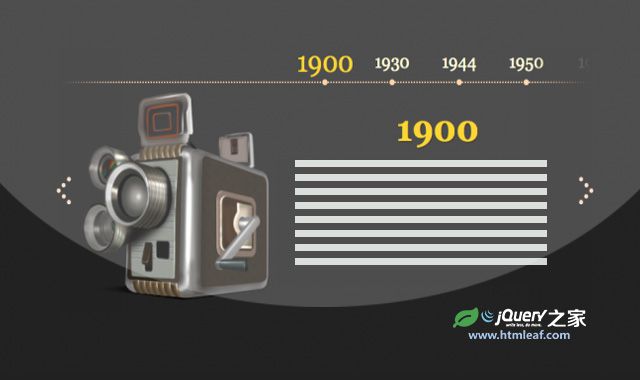 1900 1930 1944 1950
1900
jQuery之家
write less, do more.
www.htmleaf.com